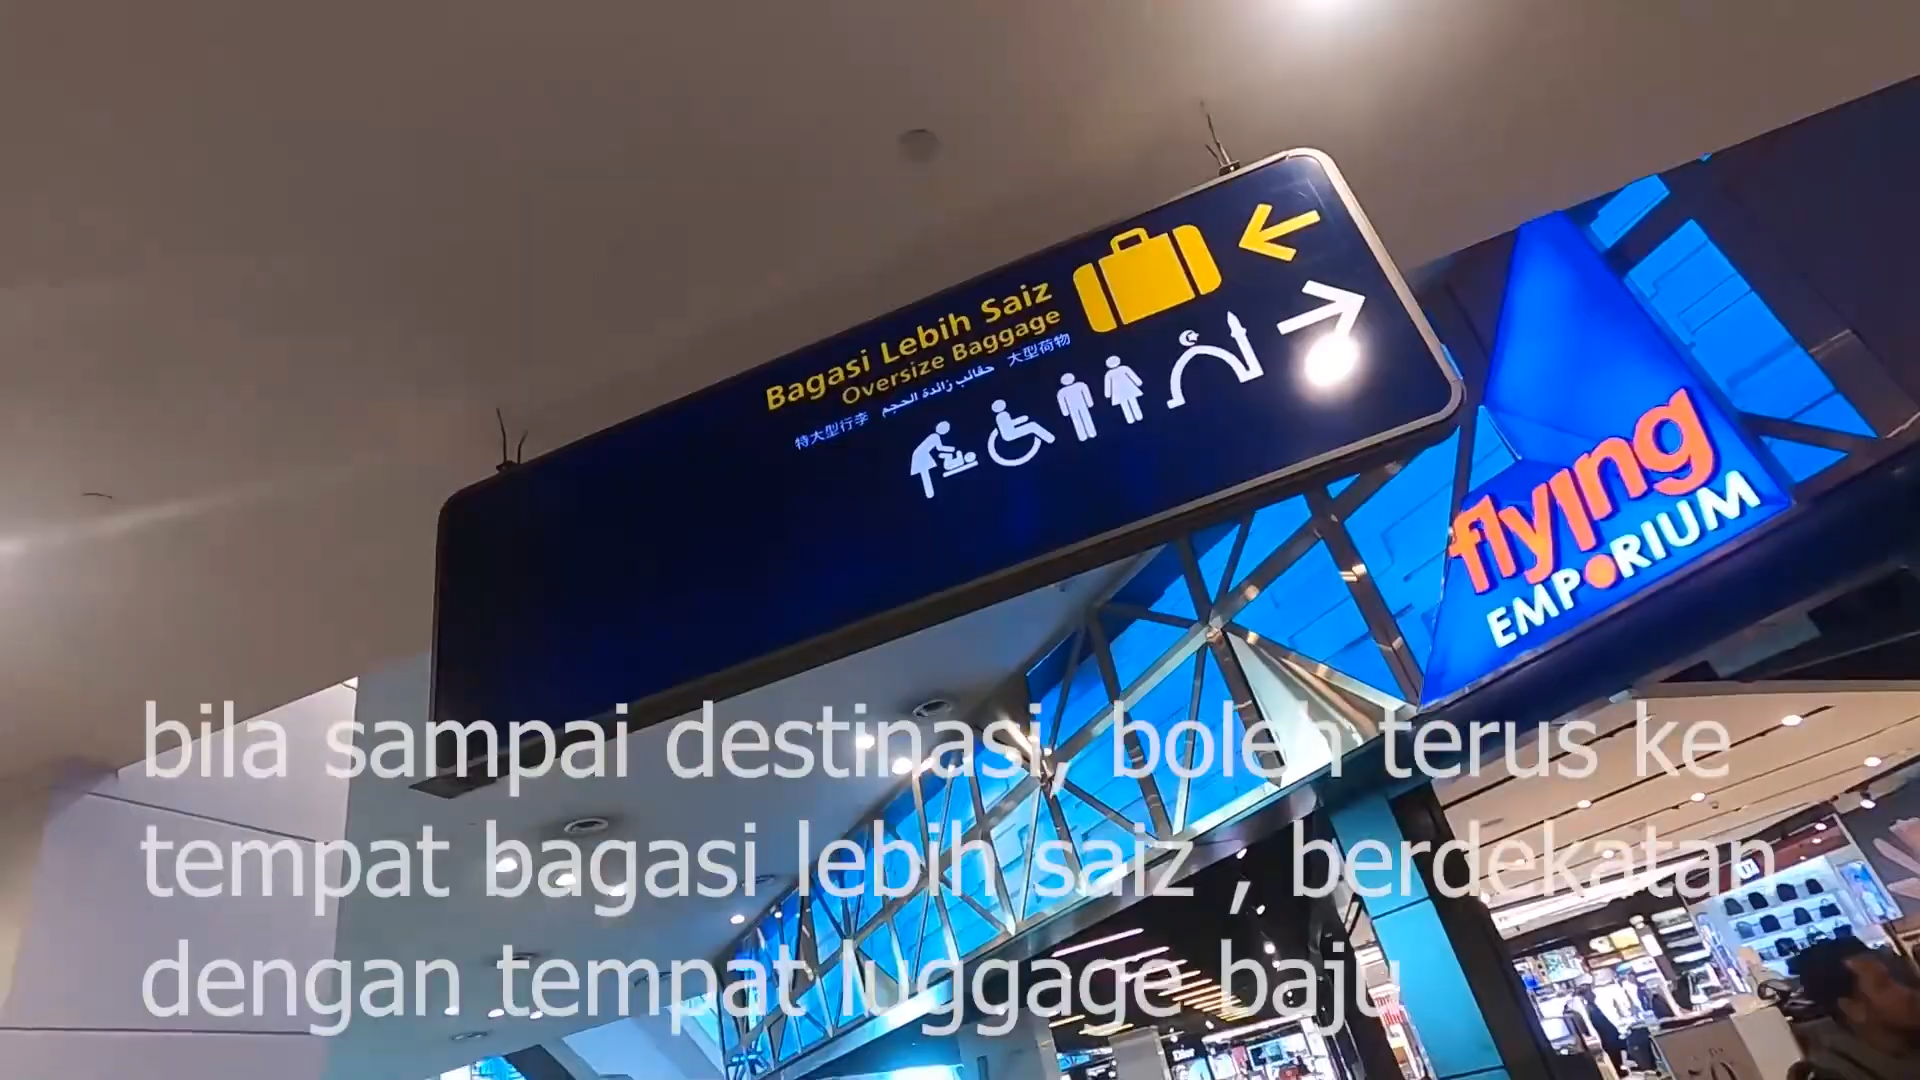 Bagasi Lebih Saiz
Oversize Baggage
特大型行李 حقائب زائدة الحجم 大型荷物
flying
EMPORIUM
bila sampai destinasi, boleh terus ke
tempat bagasi lebih saiz , berdekatan
dengan tempat luggage baju
Dior